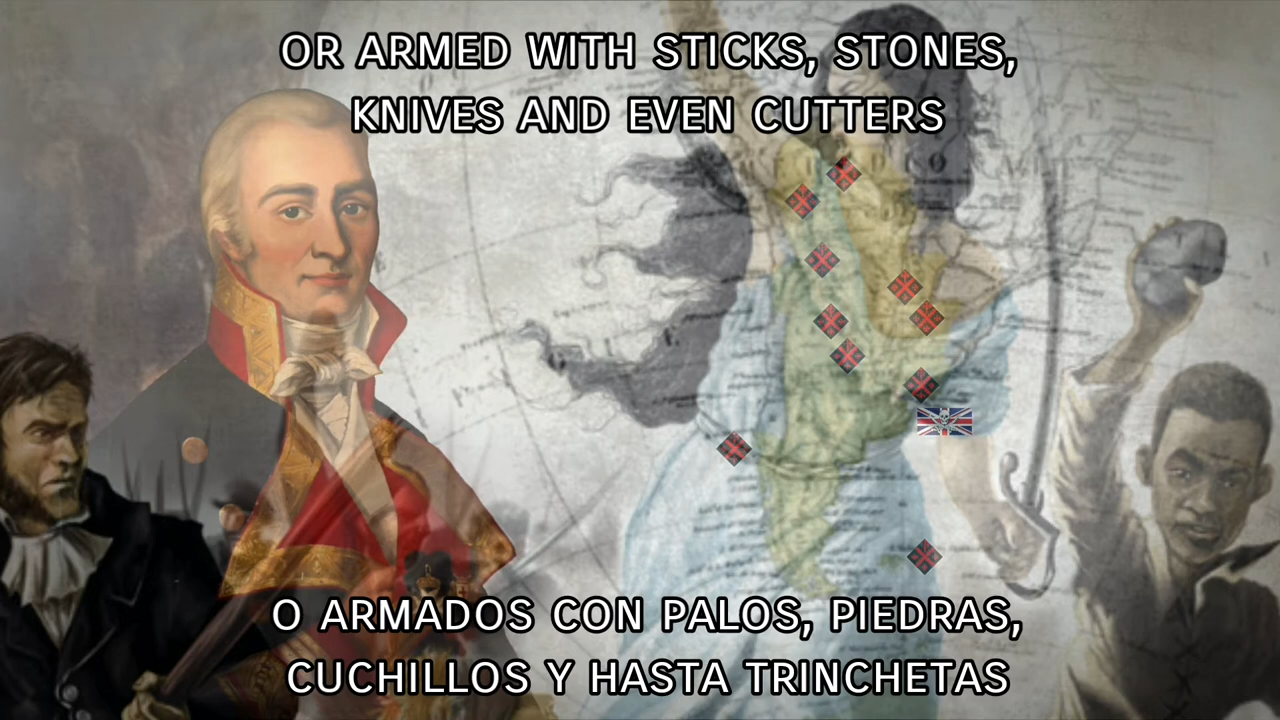 OR ARMED WITH STICKS, STONES,
KNIVES AND EVEN CUTTERS
O ARMADOS CON PALOS, PIEDRAS,
CUCHILLOS Y HASTA TRINCHETAS